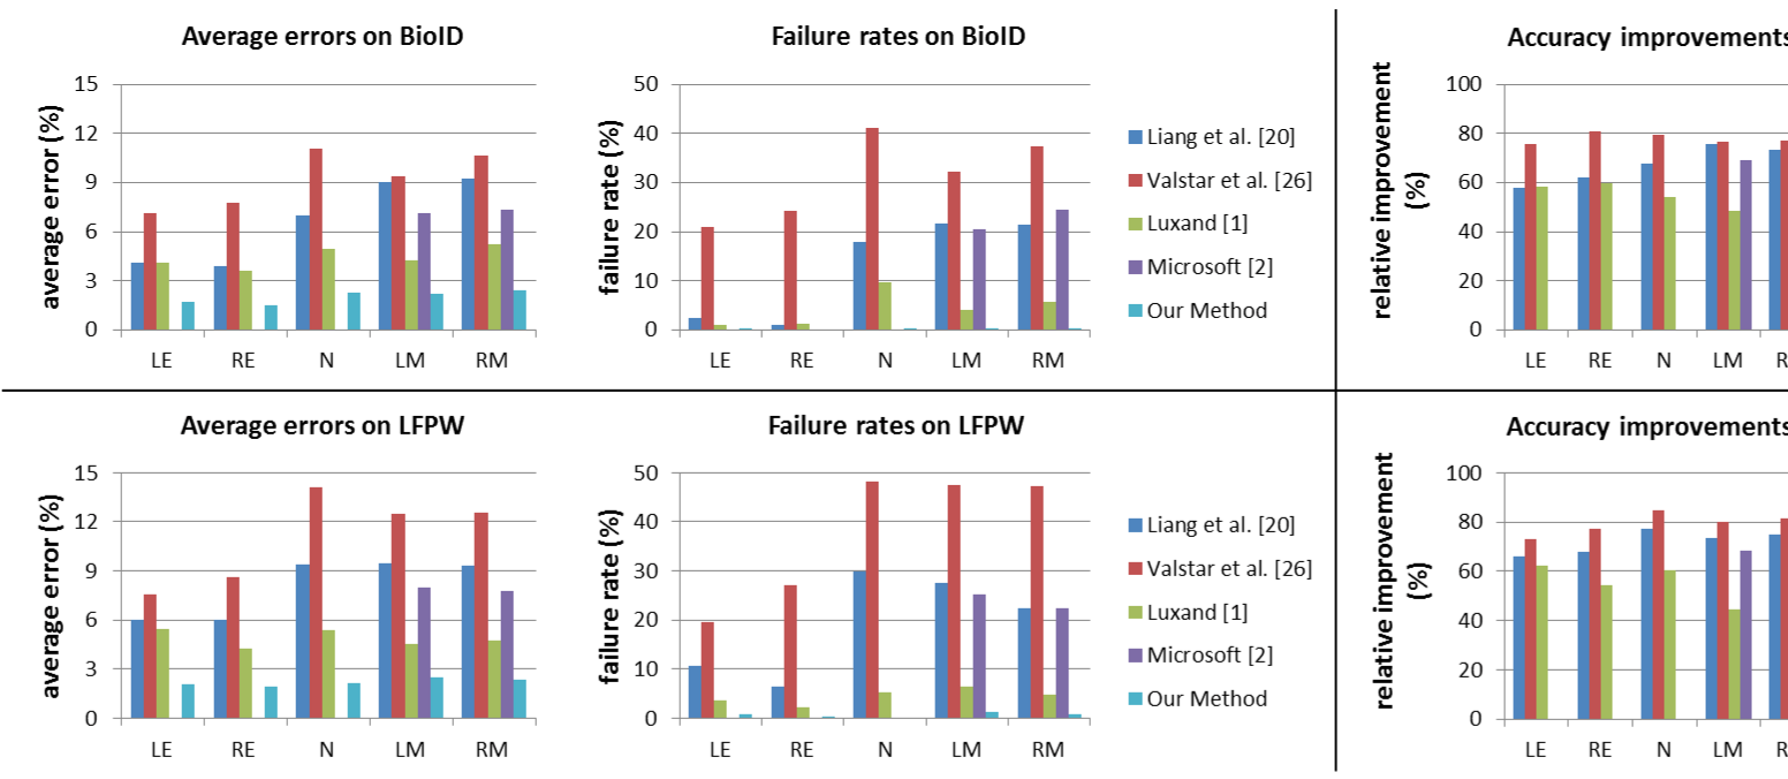 Average errors on BioID
average error (%)
15
12
9
6
3
0
LE RE N LM RM
Failure rates on BioID
failure rate (%)
50
40
30
20
10
0
LE RE N LM RM
Liang et al. [20]
Valstar et al. [26]
Luxand [1]
Microsoft [2]
Our Method
Accuracy improvements
relative improvement
(%)
100
80
60
40
20
0
LE RE N LM R
Average errors on LFPW
average error (%)
15
12
9
6
3
0
LE RE N LM RM
Failure rates on LFPW
failure rate (%)
50
40
30
20
10
0
LE RE N LM RM
Liang et al. [20]
Valstar et al. [26]
Luxand [1]
Microsoft [2]
Our Method
Accuracy improvements
relative improvement
(%)
100
80
60
40
20
0
LE RE N LM R